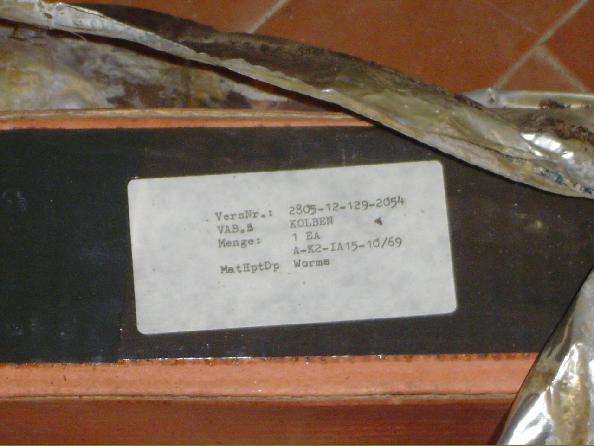 VersNr.: 2805-12-129-2054
VAB.B KOLBEN
Menge: 1 EA
A-K2-IA15-10/69
MatHptDp Worms